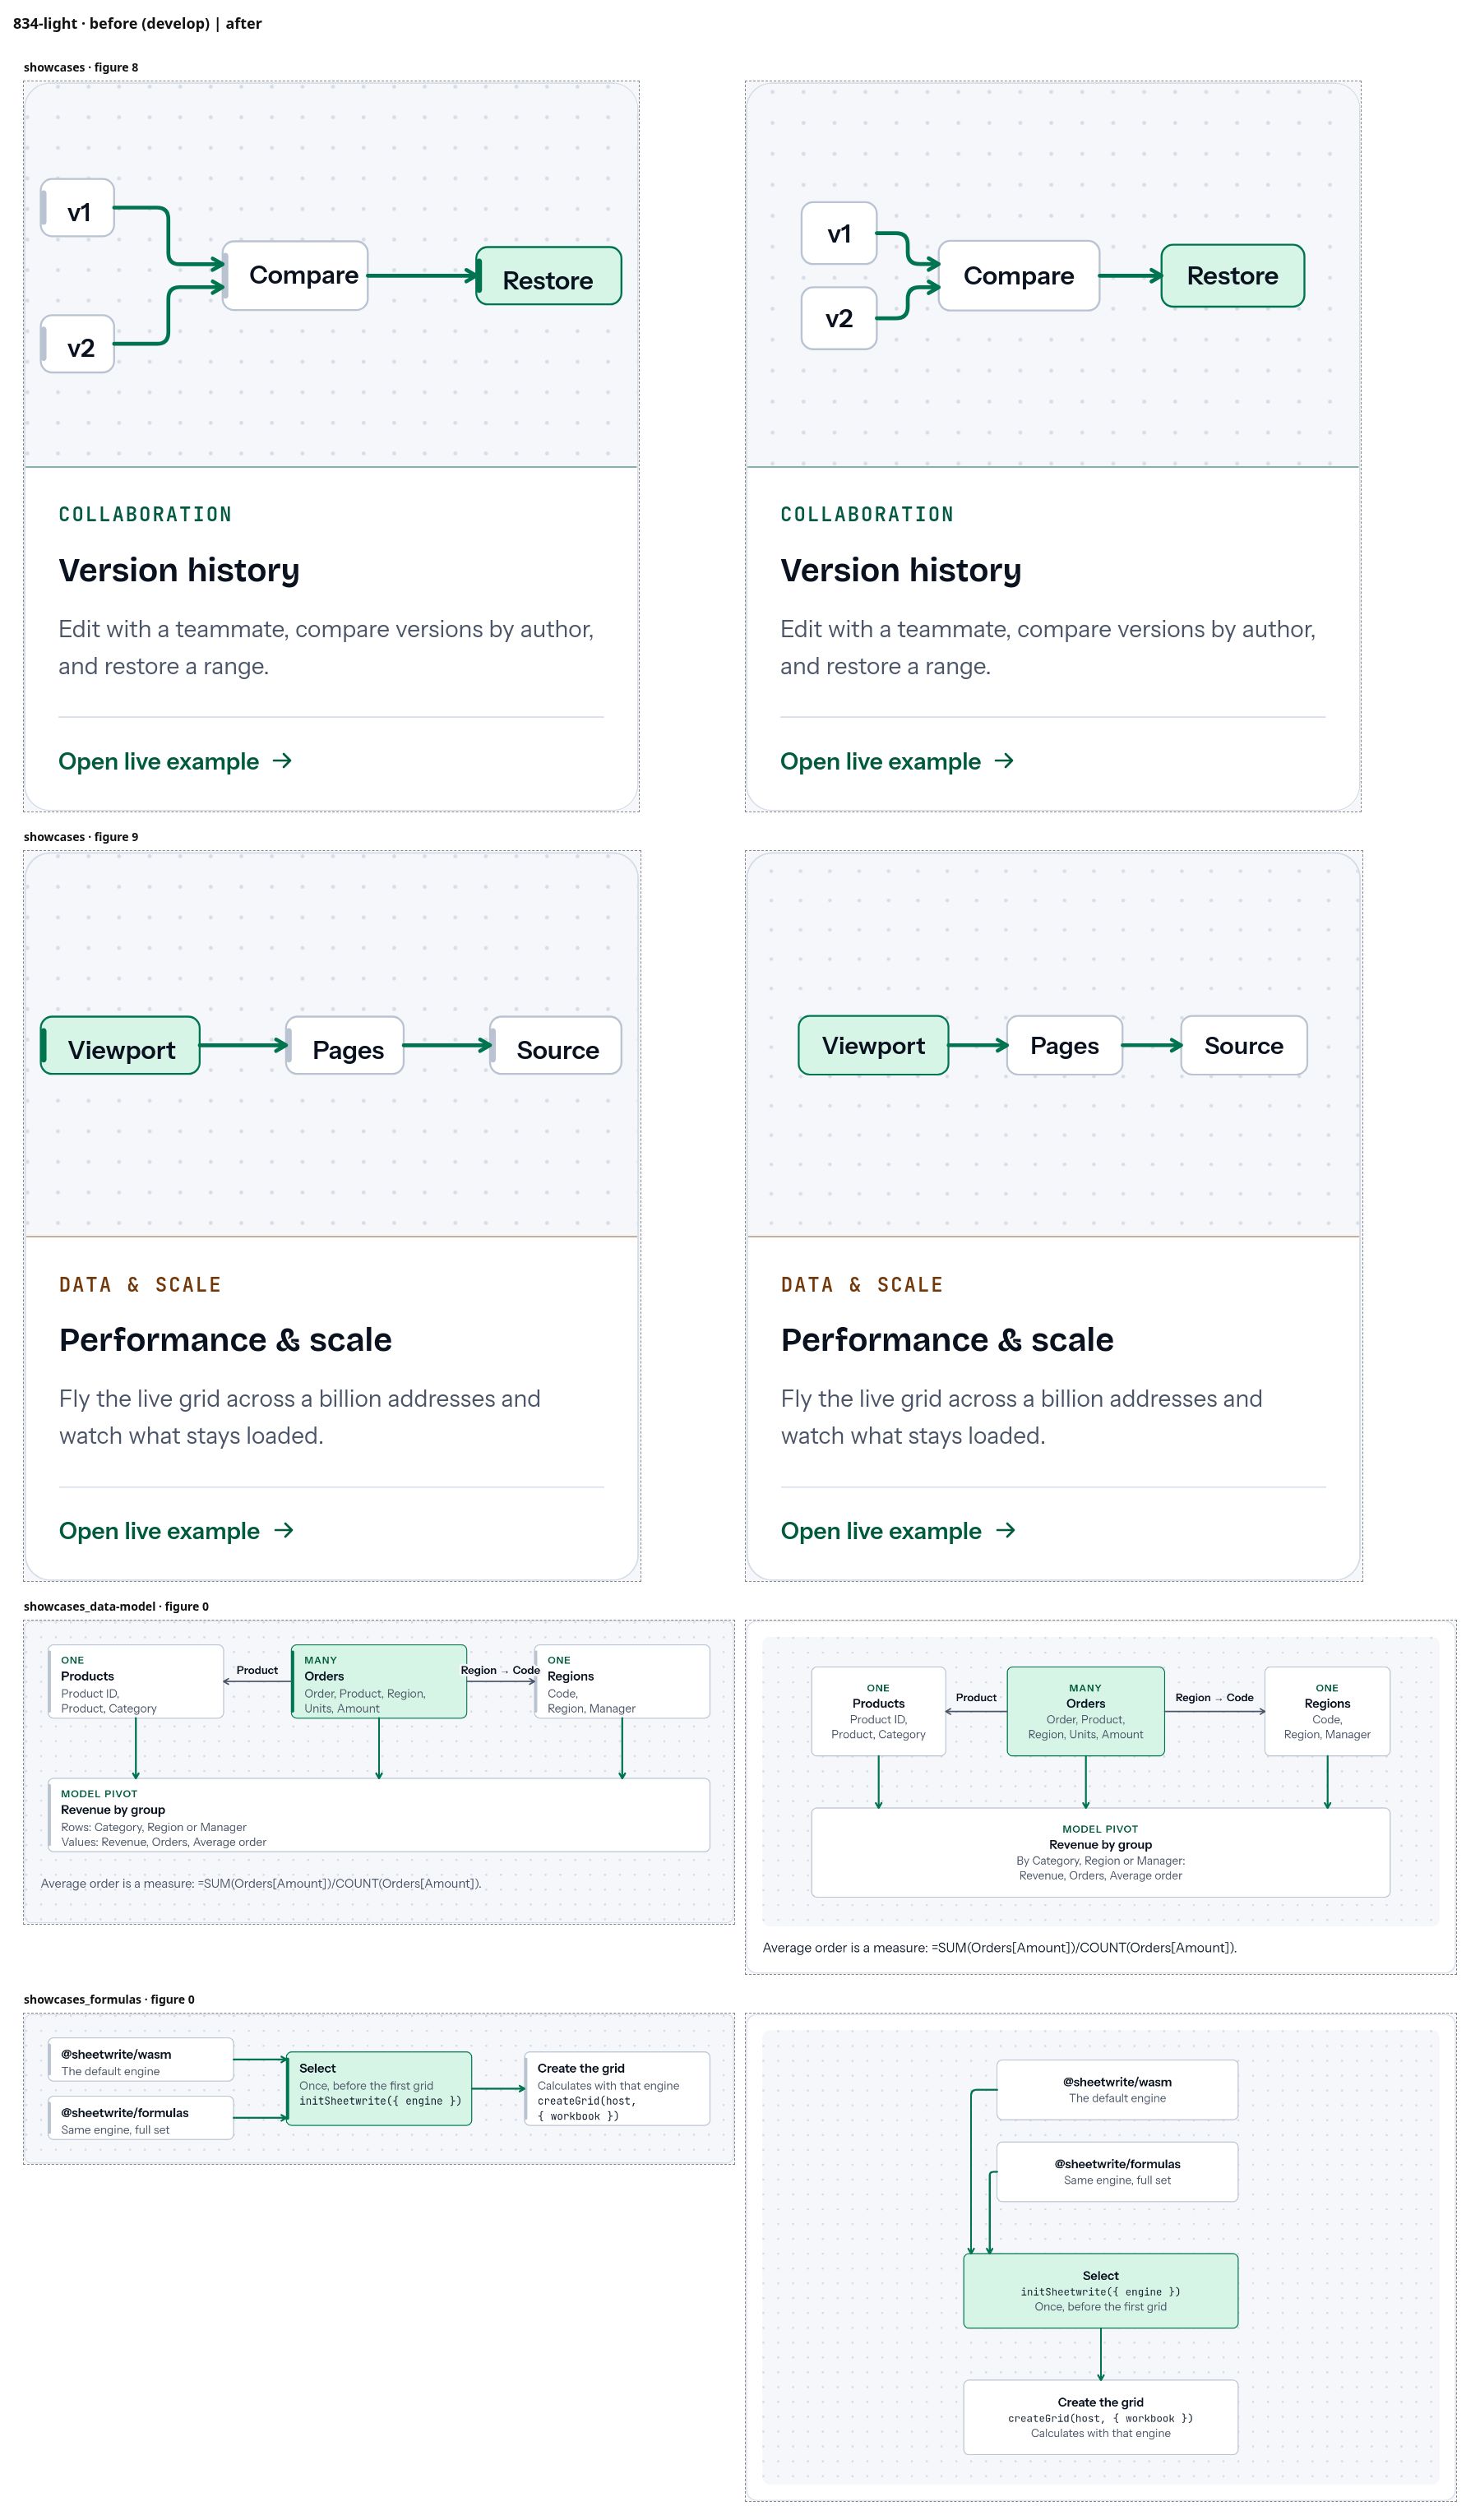 834-light · before (develop) | after
showcases · figure 8
v1
v2
Compare
Restore
COLLABORATION
Version history
Edit with a teammate, compare versions by author,
and restore a range.
Open live example →
v1
v2
Compare
Restore
COLLABORATION
Version history
Edit with a teammate, compare versions by author,
and restore a range.
Open live example →
showcases · figure 9
Viewport
Pages
Source
DATA & SCALE
Performance & scale
Fly the live grid across a billion addresses and
watch what stays loaded.
Open live example →
Viewport
Pages
Source
DATA & SCALE
Performance & scale
Fly the live grid across a billion addresses and
watch what stays loaded.
Open live example →
showcases_data-model · figure 0
ONE
Products
Product ID,
Product, Category
Product
MANY
Orders
Order, Product, Region,
Units, Amount
Region → Code
ONE
Regions
Code,
Region, Manager
MODEL PIVOT
Revenue by group
Rows: Category, Region or Manager
Values: Revenue, Orders, Average order
Average order is a measure: =SUM(Orders[Amount])/COUNT(Orders[Amount]).
ONE
Products
Product ID,
Product, Category
Product
MANY
Orders
Order, Product,
Region, Units, Amount
Region → Code
ONE
Regions
Code,
Region, Manager
MODEL PIVOT
Revenue by group
By Category, Region or Manager:
Revenue, Orders, Average order
Average order is a measure: =SUM(Orders[Amount])/COUNT(Orders[Amount]).
showcases_formulas · figure 0
@sheetwrite/wasm
The default engine
@sheetwrite/formulas
Same engine, full set
Select
Once, before the first grid
initSheetwrite({ engine })
Create the grid
Calculates with that engine
createGrid(host,
{ workbook })
@sheetwrite/wasm
The default engine
@sheetwrite/formulas
Same engine, full set
Select
initSheetwrite({ engine })
Once, before the first grid
Create the grid
createGrid(host, { workbook })
Calculates with that engine